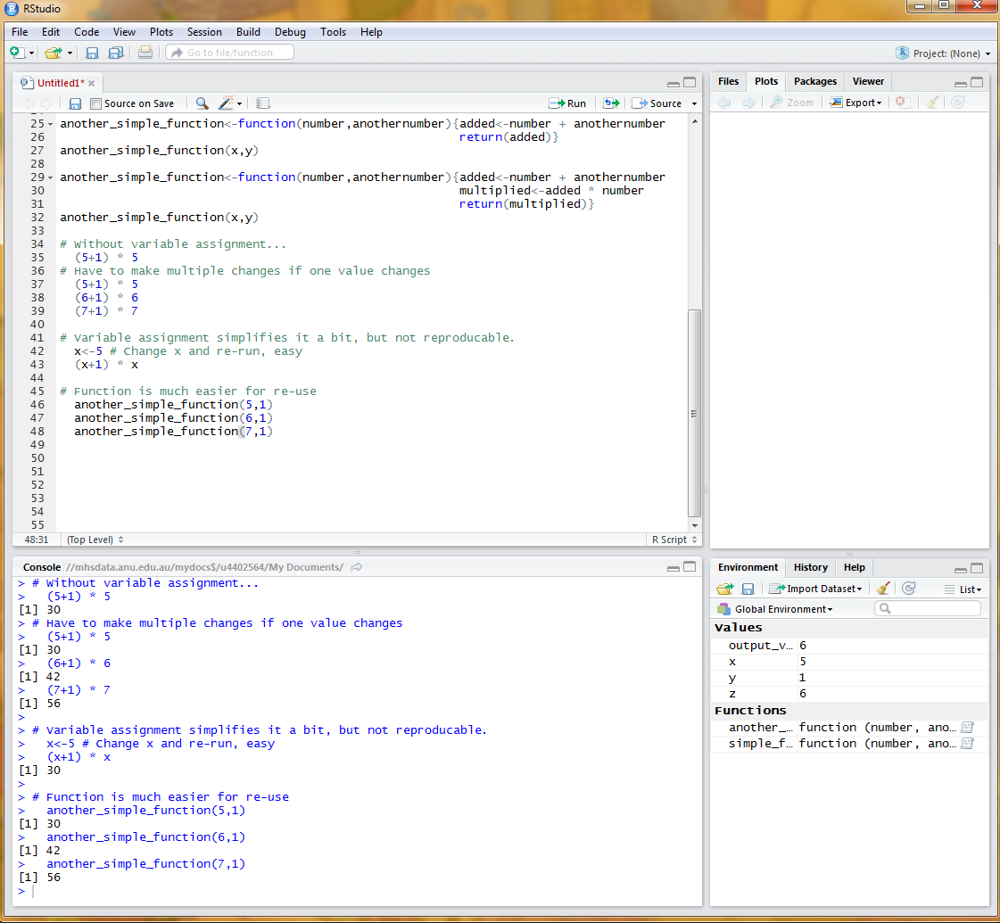 RStudio
File Edit Code View Plots Session Build Debug Tools Help
Go to file/function
Project: (None)
Untitled1*
Source on Save
Run
Source
25 another_simple_function<-function(number,anothernumber){added<-number + anothernumber
26 return(added)}
27 another_simple_function(x,y)
28
29 another_simple_function<-function(number,anothernumber){added<-number + anothernumber
30 multiplied<-added * number
31 return(multiplied)}
32 another_simple_function(x,y)
33
34 # Without variable assignment...
35 (5+1) * 5
36 # Have to make multiple changes if one value changes
37 (5+1) * 5
38 (6+1) * 6
39 (7+1) * 7
40
41 # Variable assignment simplifies it a bit, but not reproducable.
42 x<-5 # Change x and re-run, easy
43 (x+1) * x
44
45 # Function is much easier for re-use
46 another_simple_function(5,1)
47 another_simple_function(6,1)
48 another_simple_function(7,1)
49
50
51
52
53
54
55
48:31 (Top Level) R Script
Console //mhsdata.anu.edu.au/mydocs$/u4402564/My Documents/
> # Without variable assignment...
> (5+1) * 5
[1] 30
> # Have to make multiple changes if one value changes
> (5+1) * 5
[1] 30
> (6+1) * 6
[1] 42
> (7+1) * 7
[1] 56
>
> # Variable assignment simplifies it a bit, but not reproducable.
> x<-5 # Change x and re-run, easy
> (x+1) * x
[1] 30
>
> # Function is much easier for re-use
> another_simple_function(5,1)
[1] 30
> another_simple_function(6,1)
[1] 42
> another_simple_function(7,1)
[1] 56
>
Files Plots Packages Viewer
Zoom Export
Environment History Help
Import Dataset List
Global Environment
Values
output_v… 6
x 5
y 1
z 6
Functions
another_… function (number, ano…
simple_f… function (number, ano…